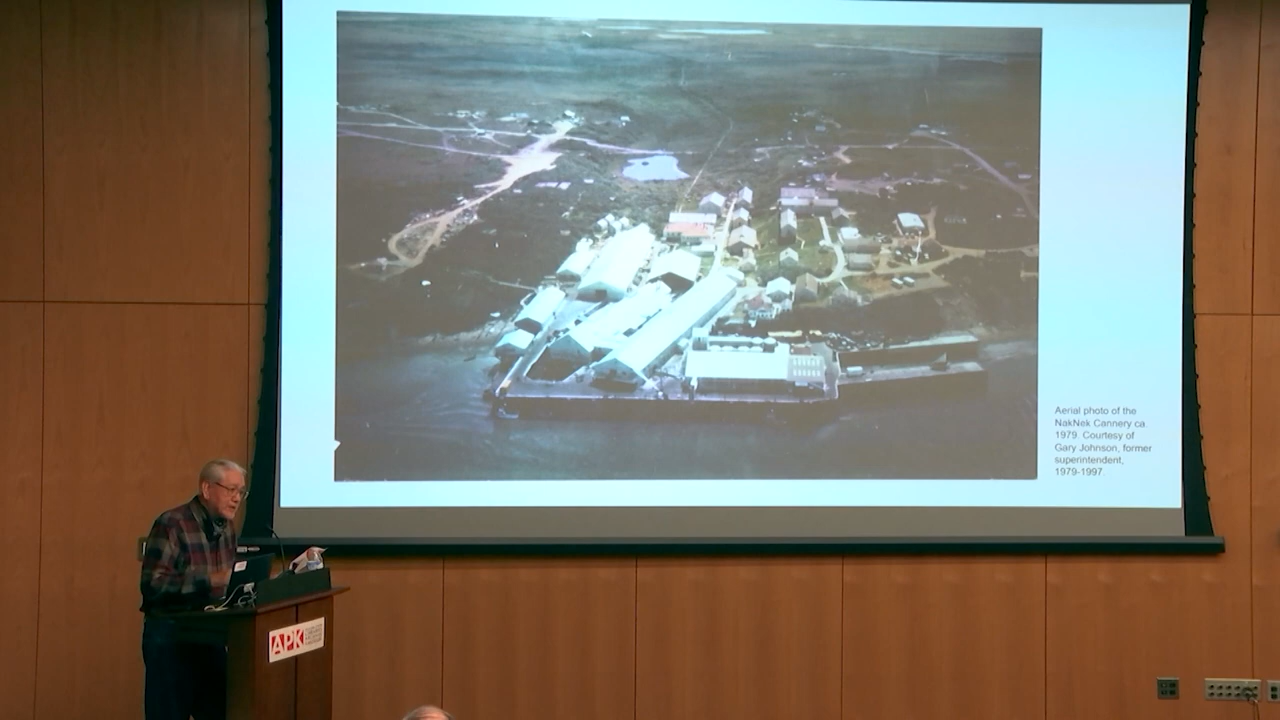 Aerial photo of the
NakNek Cannery ca.
1979. Courtesy of
Gary Johnson, former
superintendent,
1979-1997.
APK